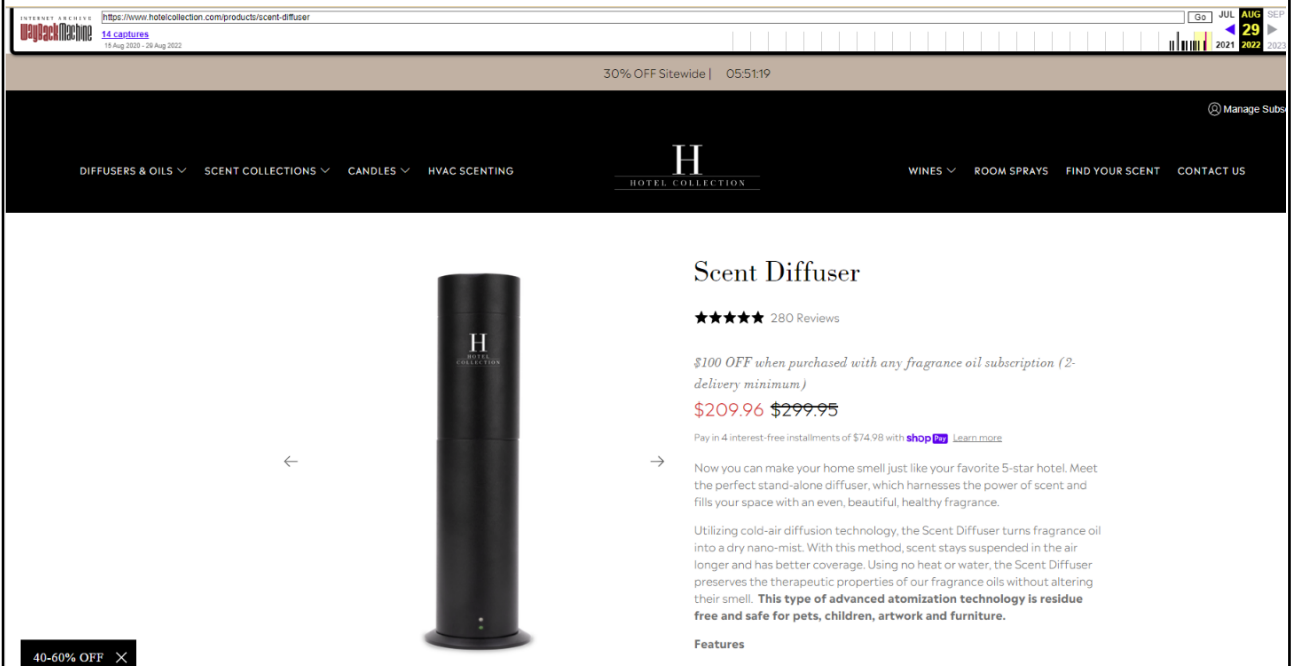 INTERNET ARCHIVE
WayBackMachine
https://www.hotelcollection.com/products/scent-diffuser
Go
JUL AUG SEP
14 captures
29
15 Aug 2020 - 29 Aug 2022
2021 2022 2023
30% OFF Sitewide | 05:51:19
Manage Subs
DIFFUSERS & OILS SCENT COLLECTIONS CANDLES HVAC SCENTING
H
HOTEL COLLECTION
WINES ROOM SPRAYS FIND YOUR SCENT CONTACT US
H
HOTEL
COLLECTION
Scent Diffuser
★★★★★ 280 Reviews
$100 OFF when purchased with any fragrance oil subscription (2-
delivery minimum)
$209.96 $299.95
Pay in 4 interest-free installments of $74.98 with shop Pay Learn more
Now you can make your home smell just like your favorite 5-star hotel. Meet
the perfect stand-alone diffuser, which harnesses the power of scent and
fills your space with an even, beautiful, healthy fragrance.
Utilizing cold-air diffusion technology, the Scent Diffuser turns fragrance oil
into a dry nano-mist. With this method, scent stays suspended in the air
longer and has better coverage. Using no heat or water, the Scent Diffuser
preserves the therapeutic properties of our fragrance oils without altering
their smell. This type of advanced atomization technology is residue
free and safe for pets, children, artwork and furniture.
Features
40-60% OFF X